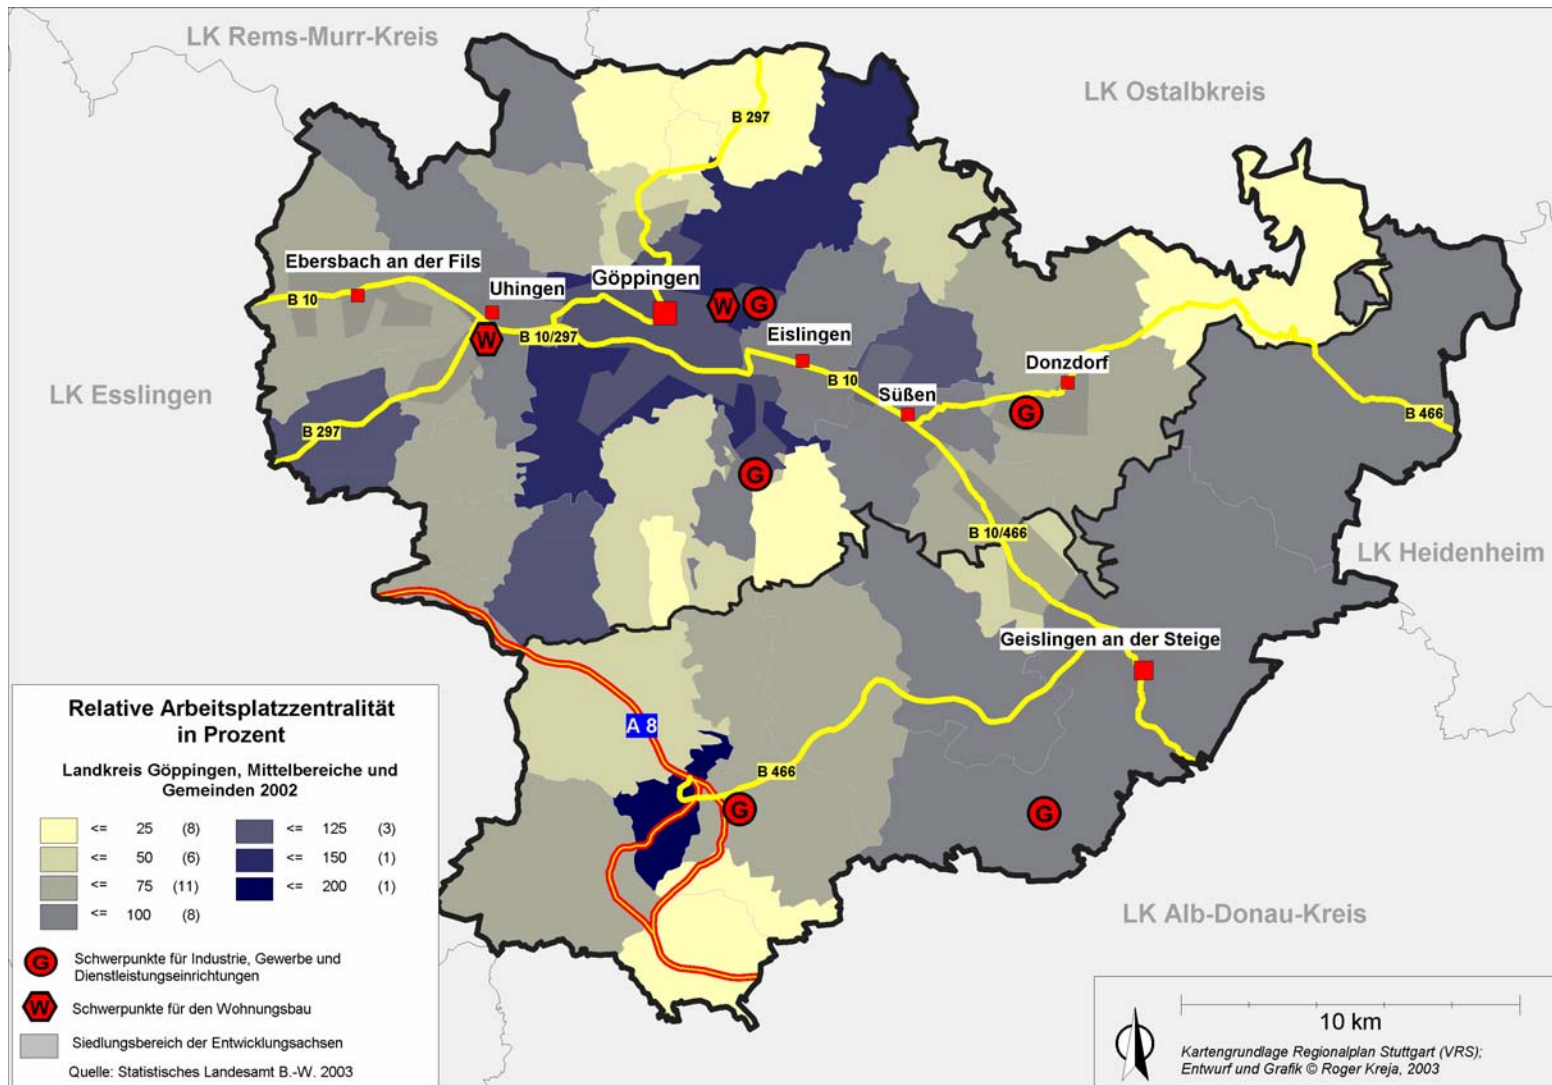 LK Rems-Murr-Kreis
LK Ostalbkreis
B 297
Ebersbach an der Fils
Uhingen
Göppingen
B 10
W
G
W
B 10/297
Eislingen
B 10
Donzdorf
Süßen
LK Esslingen
B 297
G
B 466
G
B 10/466
LK Heidenheim
Geislingen an der Steige
A 8
B 466
G
G
LK Alb-Donau-Kreis
Relative Arbeitsplatzzentralität
in Prozent
Landkreis Göppingen, Mittelbereiche und
Gemeinden 2002
<= 25 (8)
<= 50 (6)
<= 75 (11)
<= 100 (8)
<= 125 (3)
<= 150 (1)
<= 200 (1)
G Schwerpunkte für Industrie, Gewerbe und
Dienstleistungseinrichtungen
W Schwerpunkte für den Wohnungsbau
Siedlungsbereich der Entwicklungsachsen
Quelle: Statistisches Landesamt B.-W. 2003
10 km
Kartengrundlage Regionalplan Stuttgart (VRS);
Entwurf und Grafik © Roger Kreja, 2003